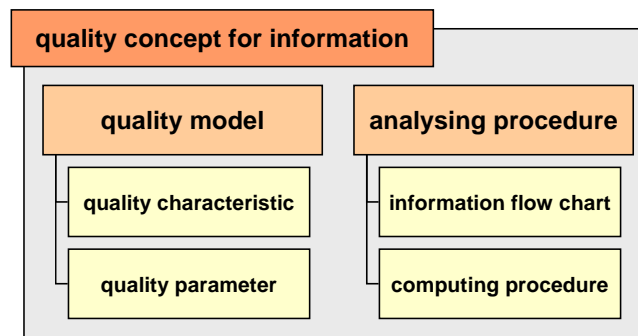 quality concept for information
quality model
quality characteristic
quality parameter
analysing procedure
information flow chart
computing procedure